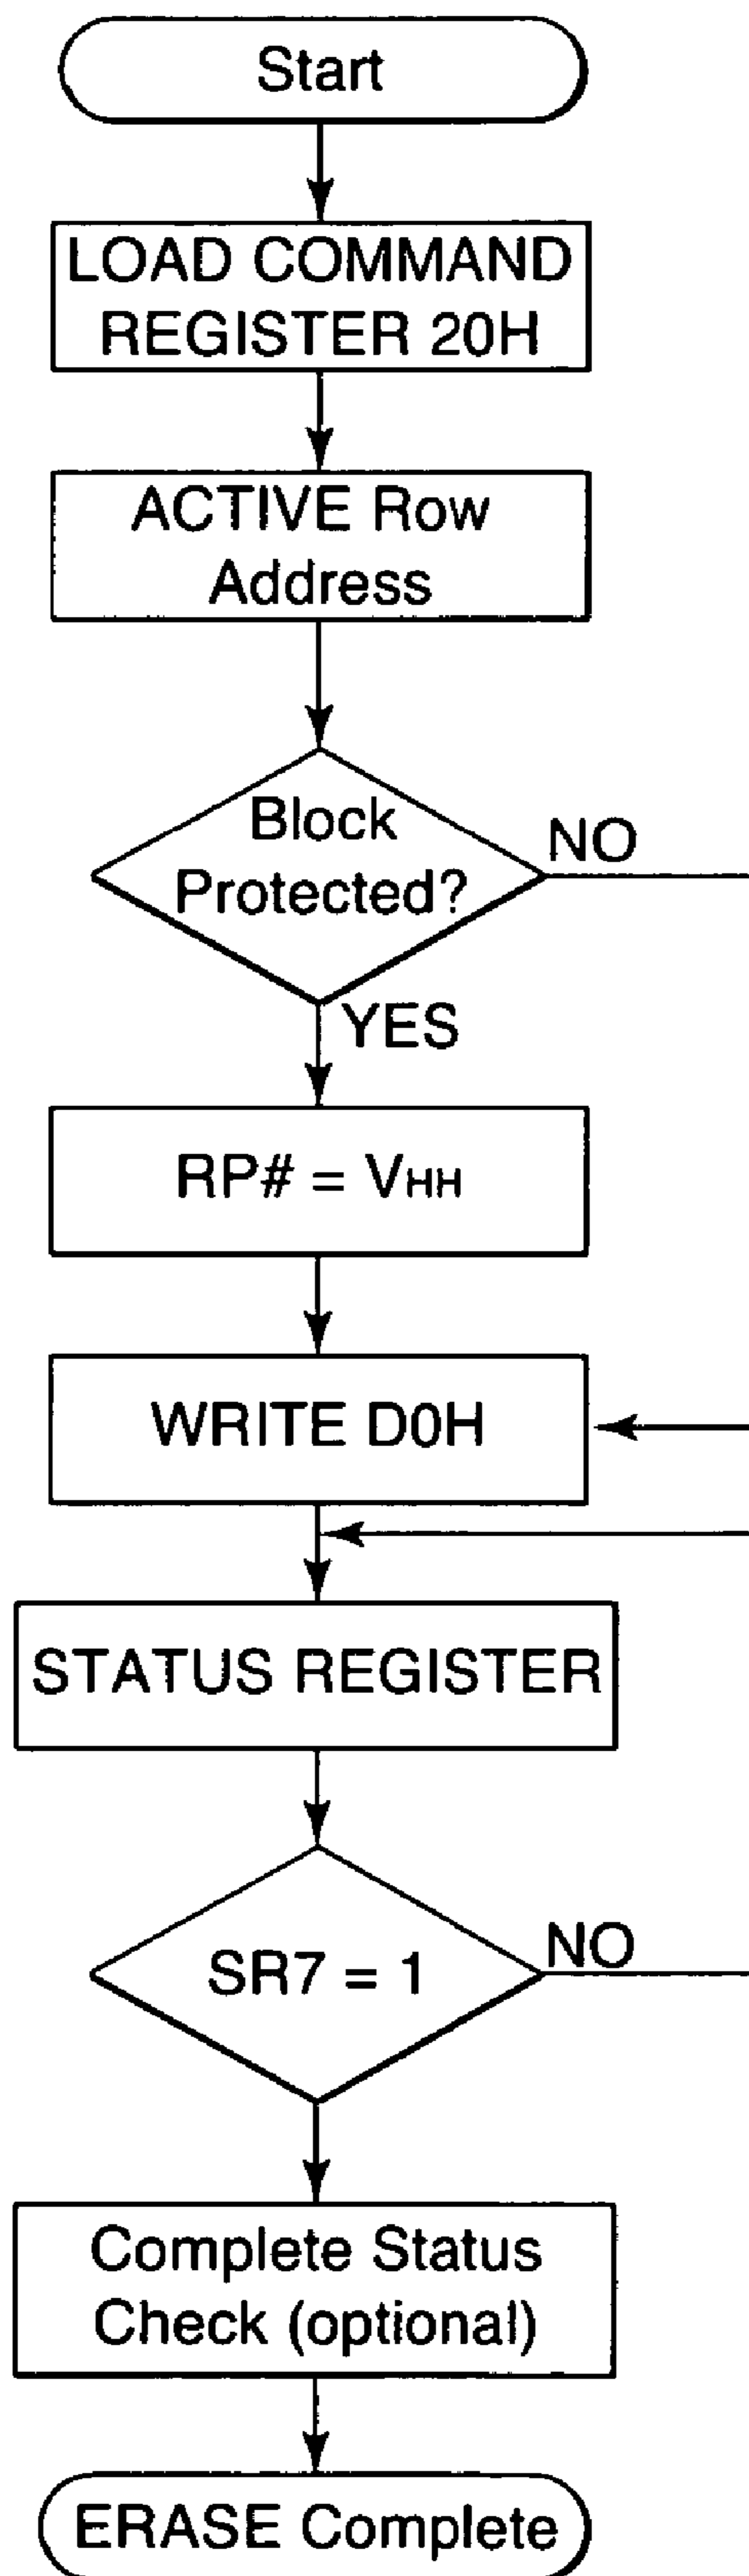 Start
LOAD COMMAND
REGISTER 20H
ACTIVE Row
Address
Block
Protected?
NO
YES
RP# = VHH
WRITE D0H
STATUS REGISTER
SR7 = 1
NO
Complete Status
Check (optional)
ERASE Complete